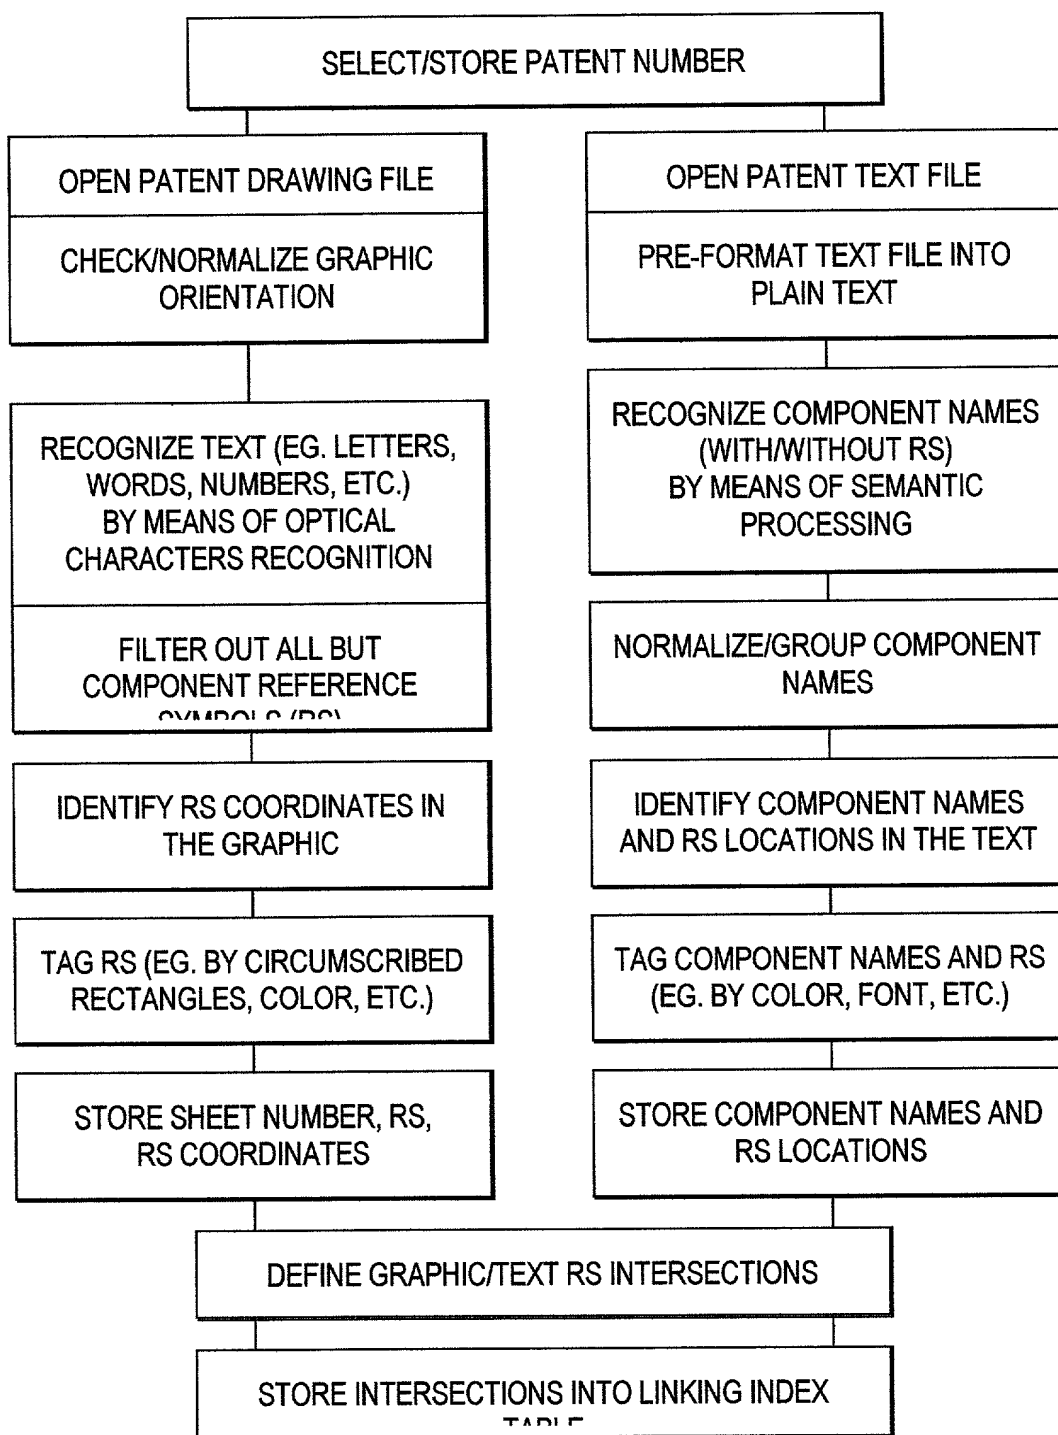 SELECT/STORE PATENT NUMBER
OPEN PATENT DRAWING FILE
CHECK/NORMALIZE GRAPHIC
ORIENTATION
RECOGNIZE TEXT (EG. LETTERS,
WORDS, NUMBERS, ETC.)
BY MEANS OF OPTICAL
CHARACTERS RECOGNITION
FILTER OUT ALL BUT
COMPONENT REFERENCE
SYMBOLS (RS)
IDENTIFY RS COORDINATES IN
THE GRAPHIC
TAG RS (EG. BY CIRCUMSCRIBED
RECTANGLES, COLOR, ETC.)
STORE SHEET NUMBER, RS,
RS COORDINATES
OPEN PATENT TEXT FILE
PRE-FORMAT TEXT FILE INTO
PLAIN TEXT
RECOGNIZE COMPONENT NAMES
(WITH/WITHOUT RS)
BY MEANS OF SEMANTIC
PROCESSING
NORMALIZE/GROUP COMPONENT
NAMES
IDENTIFY COMPONENT NAMES
AND RS LOCATIONS IN THE TEXT
TAG COMPONENT NAMES AND RS
(EG. BY COLOR, FONT, ETC.)
STORE COMPONENT NAMES AND
RS LOCATIONS
DEFINE GRAPHIC/TEXT RS INTERSECTIONS
STORE INTERSECTIONS INTO LINKING INDEX
TABLE